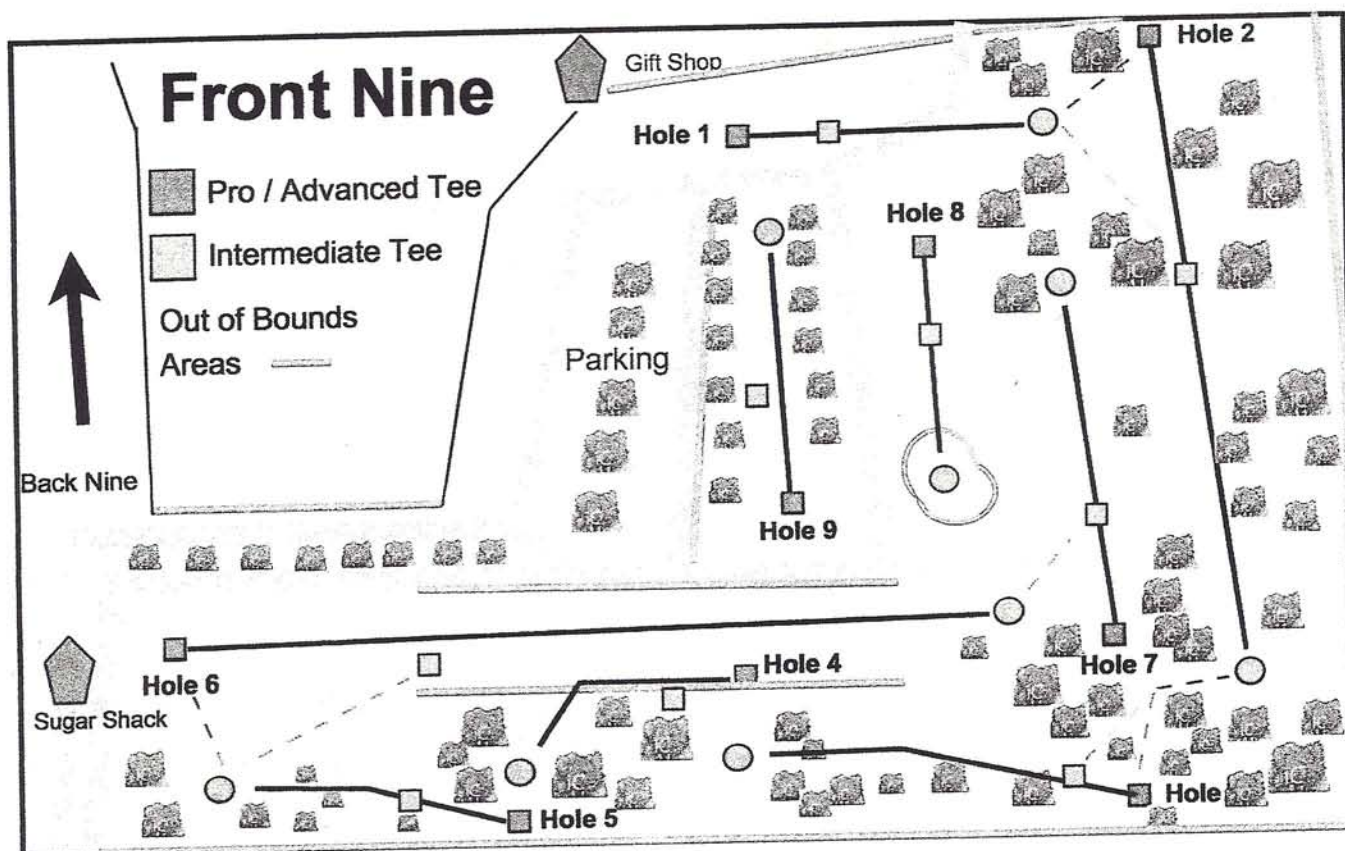 Front Nine
Pro / Advanced Tee
Intermediate Tee
Out of Bounds
Areas
Back Nine
Gift Shop
Hole 1
Hole 2
Hole 8
Parking
Hole 9
Hole 7
Hole 6
Hole 4
Sugar Shack
Hole 5
Hole